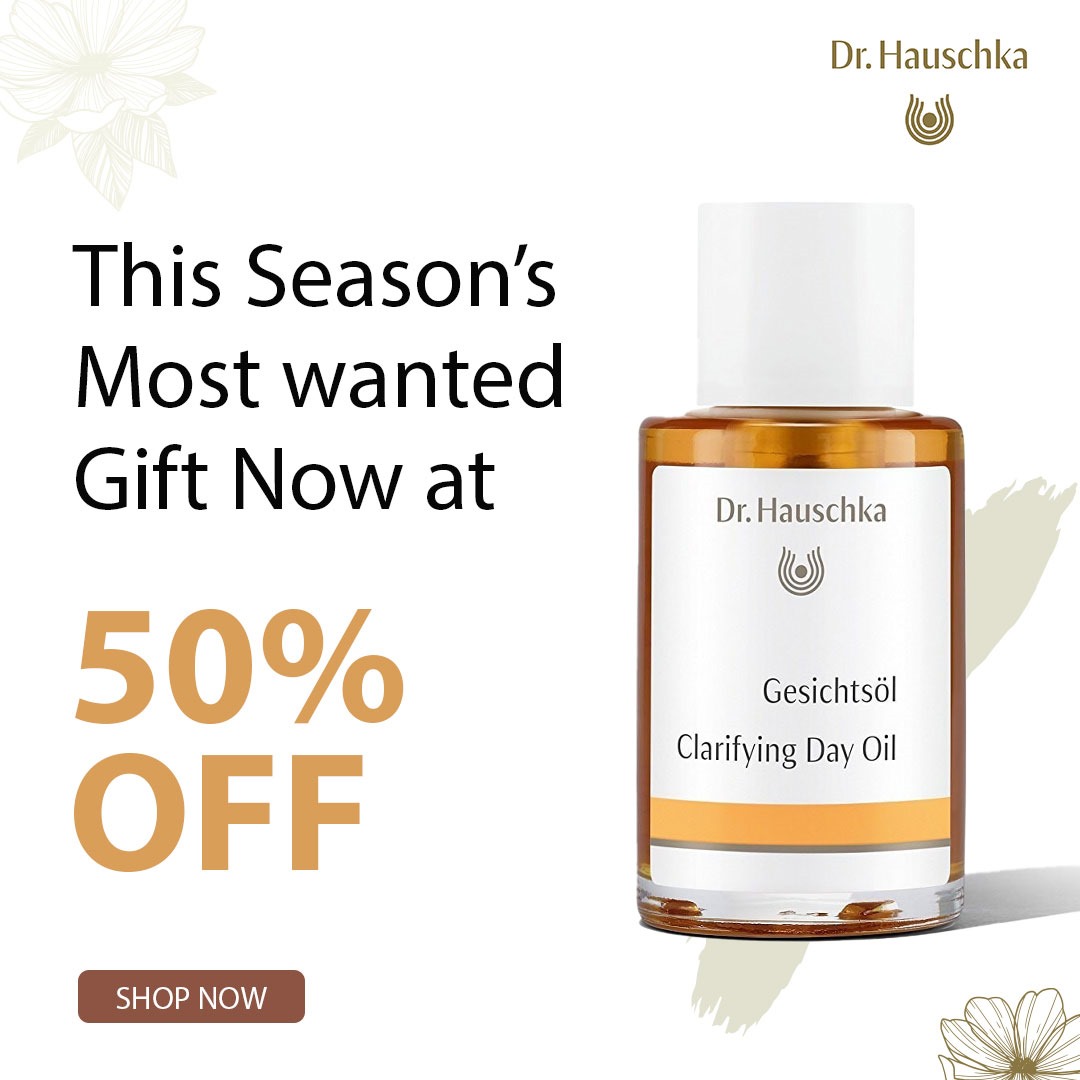 Dr. Hauschka
This Season’s
Most wanted
Gift Now at
50%
OFF
SHOP NOW
Dr. Hauschka
Gesichtsöl
Clarifying Day Oil